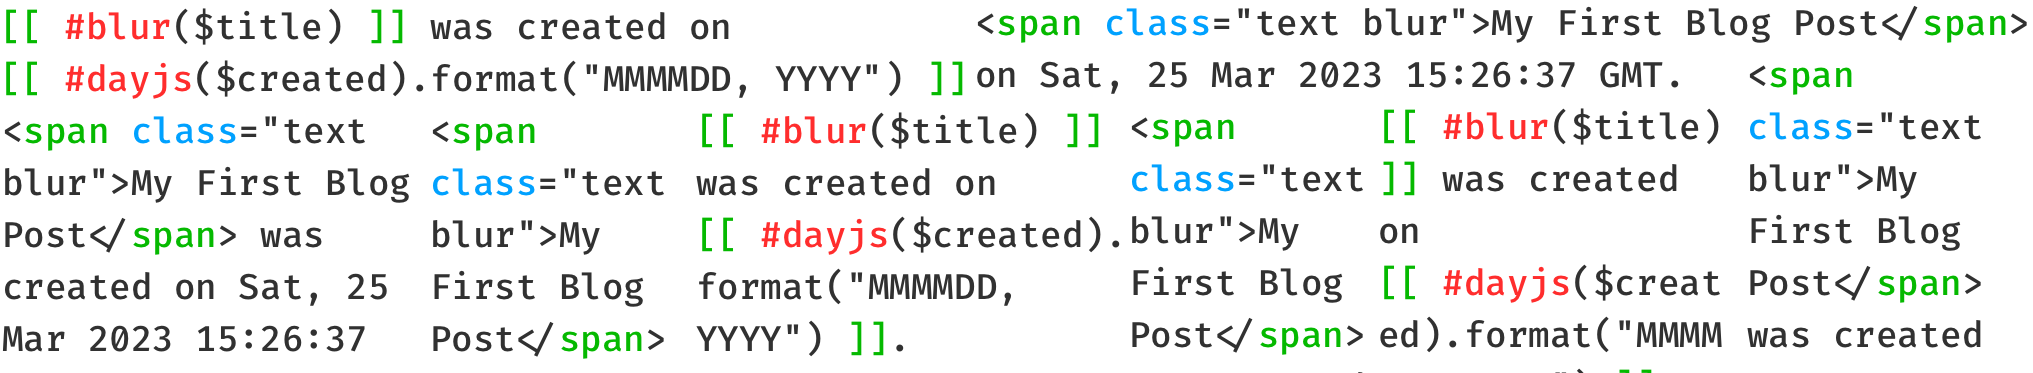 [[ #blur($title) ]] was created on
[[ #dayjs($created).format("MMMMDD, YYYY") ]]
<span class="text
blur">My First Blog
Post</span> was
created on Sat, 25
Mar 2023 15:26:37
<span
class="text
blur">My
First Blog
Post</span>
[[ #blur($title) ]]
was created on
[[ #dayjs($created).
format("MMMMDD,
YYYY") ]].
<span class="text blur">My First Blog Post</span>
on Sat, 25 Mar 2023 15:26:37 GMT.
<span
class="text
blur">My
First Blog
Post</span>
[[ #blur($title)
]] was created
on
[[ #dayjs($creat
ed).format("MMMM
<span
class="text
blur">My
First Blog
Post</span>
was created